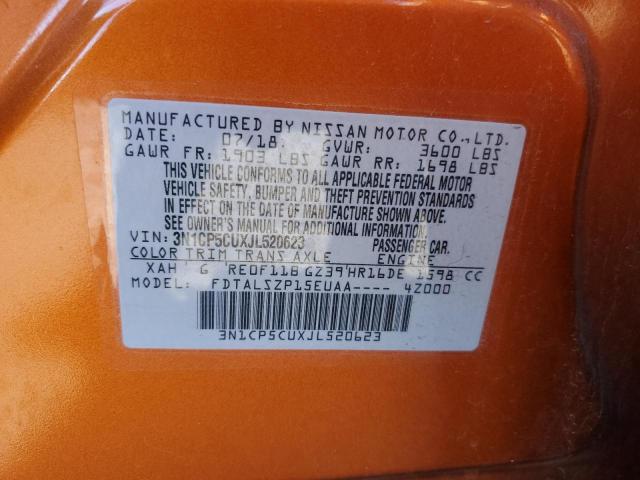 MANUFACTURED BY NISSAN MOTOR CO., LTD.
DATE: 07/18 GVWR: 3600 LBS
GAWR FR: 1903 LBS GAWR RR: 1698 LBS
THIS VEHICLE CONFORMS TO ALL APPLICABLE FEDERAL MOTOR
VEHICLE SAFETY, BUMPER AND THEFT PREVENTION STANDARDS
IN EFFECT ON THE DATE OF MANUFACTURE SHOWN ABOVE.
SEE OWNER'S MANUAL FOR ADDITIONAL INFORMATION.
VIN: 3N1CP5CUXJL520623 PASSENGER CAR
COLOR TRIM TRANS AXLE ENGINE
XAH G RE0F11B GZ39 HR16DE 1598 CC
MODEL: FDTALSZP15EUAA---- 4Z000
3N1CP5CUXJL520623